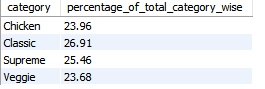 category percentage_of_total_category_wise
Chicken 23.96
Classic 26.91
Supreme 25.46
Veggie 23.68